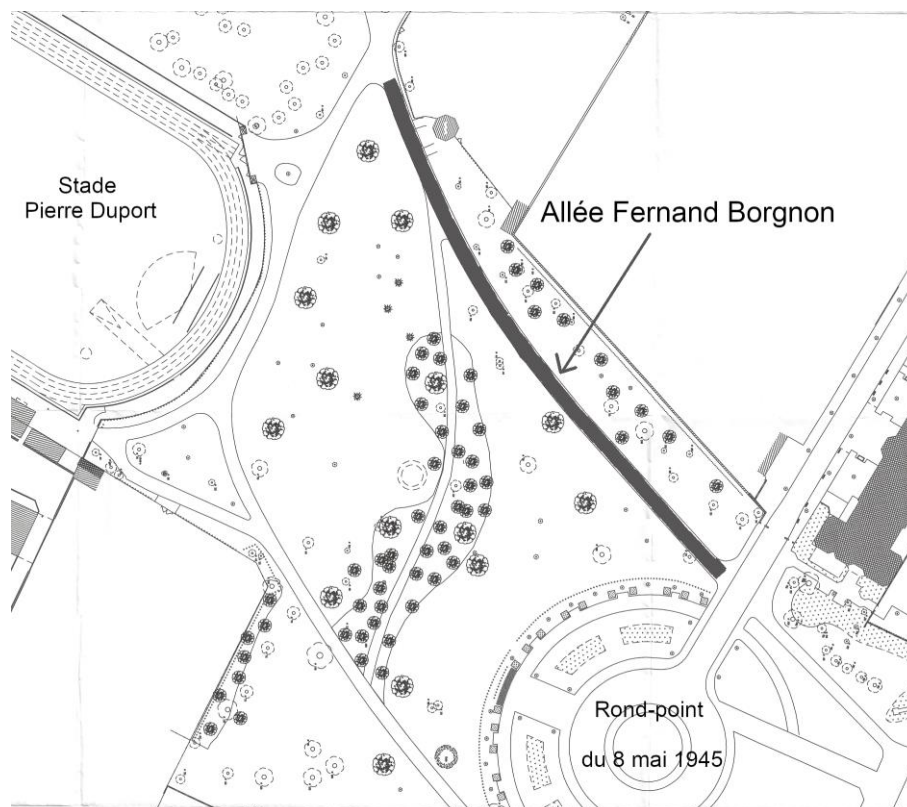 Stade
Pierre Duport
Allée Fernand Borgnon
Rond-point
du 8 mai 1945